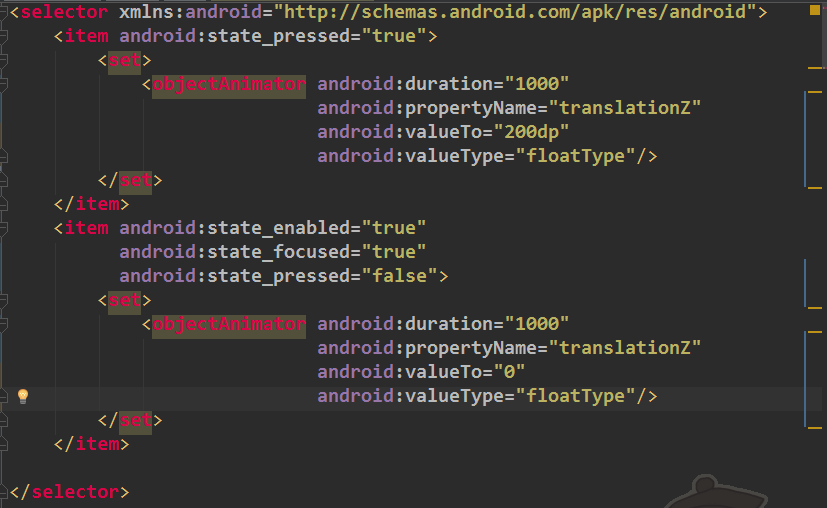 <selector xmlns:android="http://schemas.android.com/apk/res/android">
<item android:state_pressed="true">
<set>
<objectAnimator android:duration="1000"
android:propertyName="translationZ"
android:valueTo="200dp"
android:valueType="floatType"/>
</set>
</item>
<item android:state_enabled="true"
android:state_focused="true"
android:state_pressed="false">
<set>
<objectAnimator android:duration="1000"
android:propertyName="translationZ"
android:valueTo="0"
android:valueType="floatType"/>
</set>
</item>
</selector>